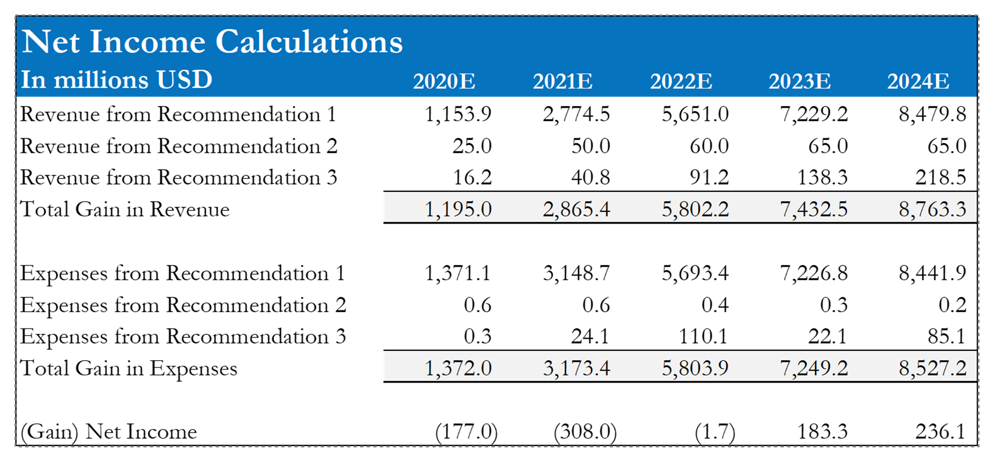 Net Income Calculations
In millions USD 2020E 2021E 2022E 2023E 2024E
Revenue from Recommendation 1 1,153.9 2,774.5 5,651.0 7,229.2 8,479.8
Revenue from Recommendation 2 25.0 50.0 60.0 65.0 65.0
Revenue from Recommendation 3 16.2 40.8 91.2 138.3 218.5
Total Gain in Revenue 1,195.0 2,865.4 5,802.2 7,432.5 8,763.3
Expenses from Recommendation 1 1,371.1 3,148.7 5,693.4 7,226.8 8,441.9
Expenses from Recommendation 2 0.6 0.6 0.4 0.3 0.2
Expenses from Recommendation 3 0.3 24.1 110.1 22.1 85.1
Total Gain in Expenses 1,372.0 3,173.4 5,803.9 7,249.2 8,527.2
(Gain) Net Income (177.0) (308.0) (1.7) 183.3 236.1